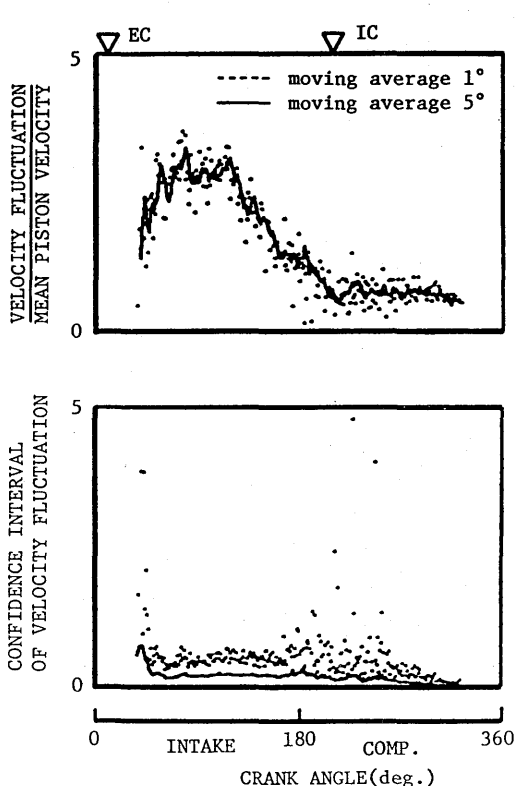 EC
IC
5
moving average 1°
moving average 5°
VELOCITY FLUCTUATION
MEAN PISTON VELOCITY
0
5
CONFIDENCE INTERVAL
OF VELOCITY FLUCTUATION
0
0
INTAKE
180
COMP.
360
CRANK ANGLE(deg.)